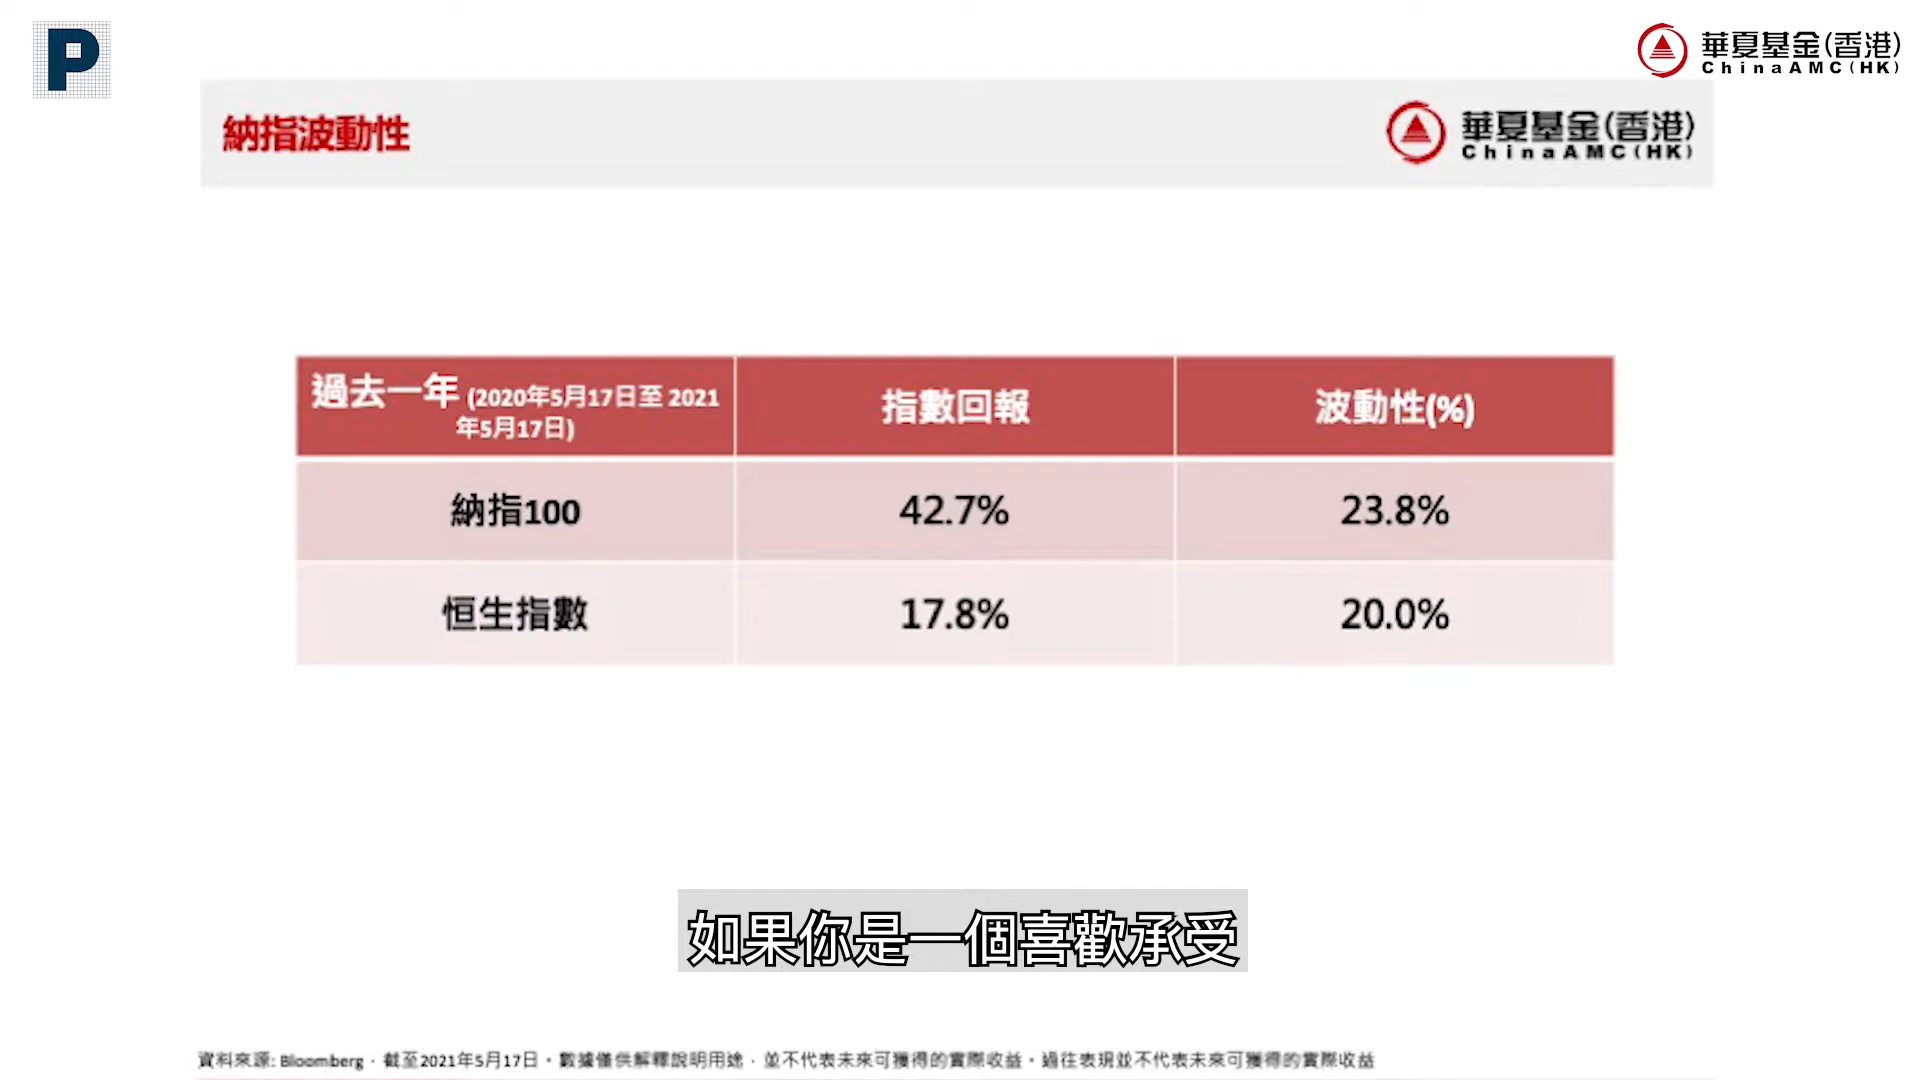 P
華夏基金(香港)
ChinaAMC(HK)
納指波動性
華夏基金(香港)
ChinaAMC(HK)
過去一年 (2020年5月17日至 2021
年5月17日)
指數回報
波動性(%)
納指100
42.7%
23.8%
恒生指數
17.8%
20.0%
如果你是一個喜歡承受
資料來源: Bloomberg，截至2021年5月17日。數據僅供解釋說明用途，並不代表未來可獲得的實際收益。過往表現並不代表未來可獲得的實際收益